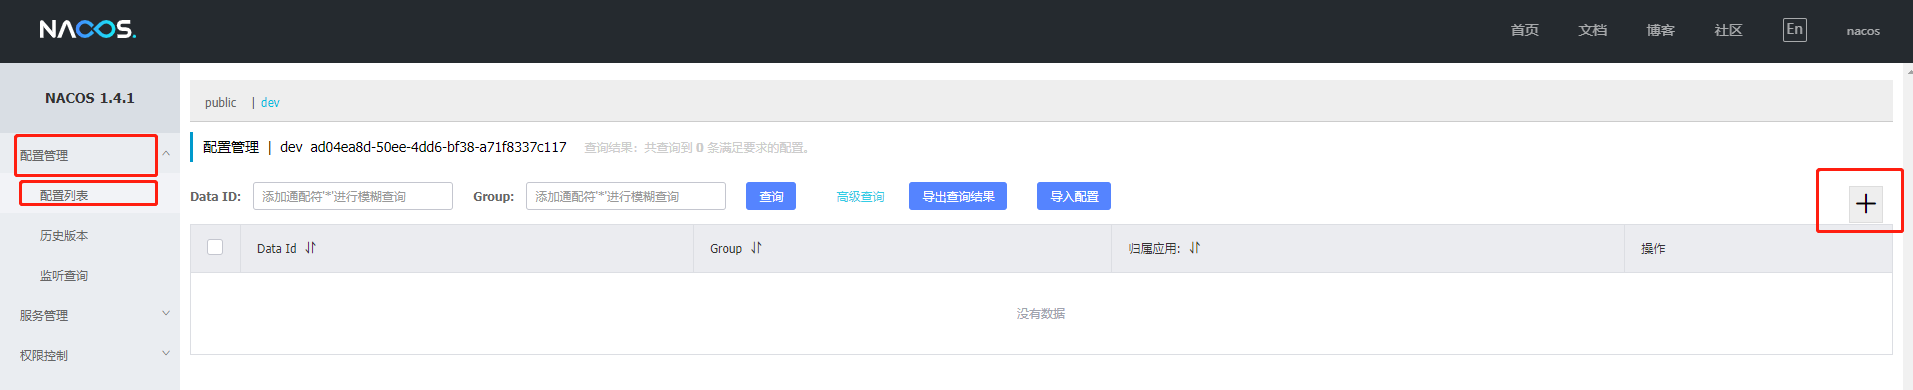 NACOS. 首页 文档 博客 社区 En nacos
NACOS 1.4.1
public | dev
配置管理
配置管理 | dev ad04ea8d-50ee-4dd6-bf38-a71f8337c117 查询结果：共查询到 0 条满足要求的配置。
配置列表
Data ID: 添加通配符'*'进行模糊查询 Group: 添加通配符'*'进行模糊查询 查询 高级查询 导出查询结果 导入配置 +
历史版本
Data Id Group 归属应用: 操作
监听查询
服务管理
没有数据
权限控制